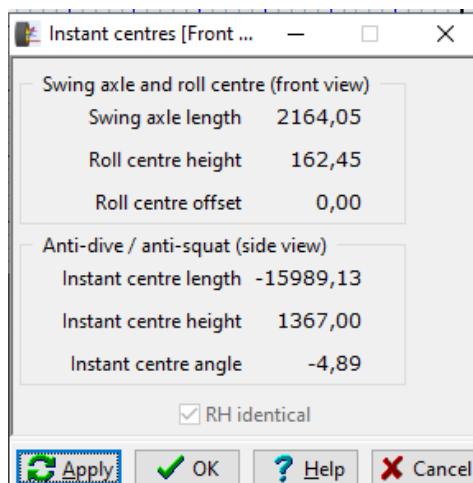 Instant centres [Front ...
Swing axle and roll centre (front view)
Swing axle length 2164,05
Roll centre height 162,45
Roll centre offset 0,00
Anti-dive / anti-squat (side view)
Instant centre length -15989,13
Instant centre height 1367,00
Instant centre angle -4,89
RH identical
Apply OK ? Help Cancel